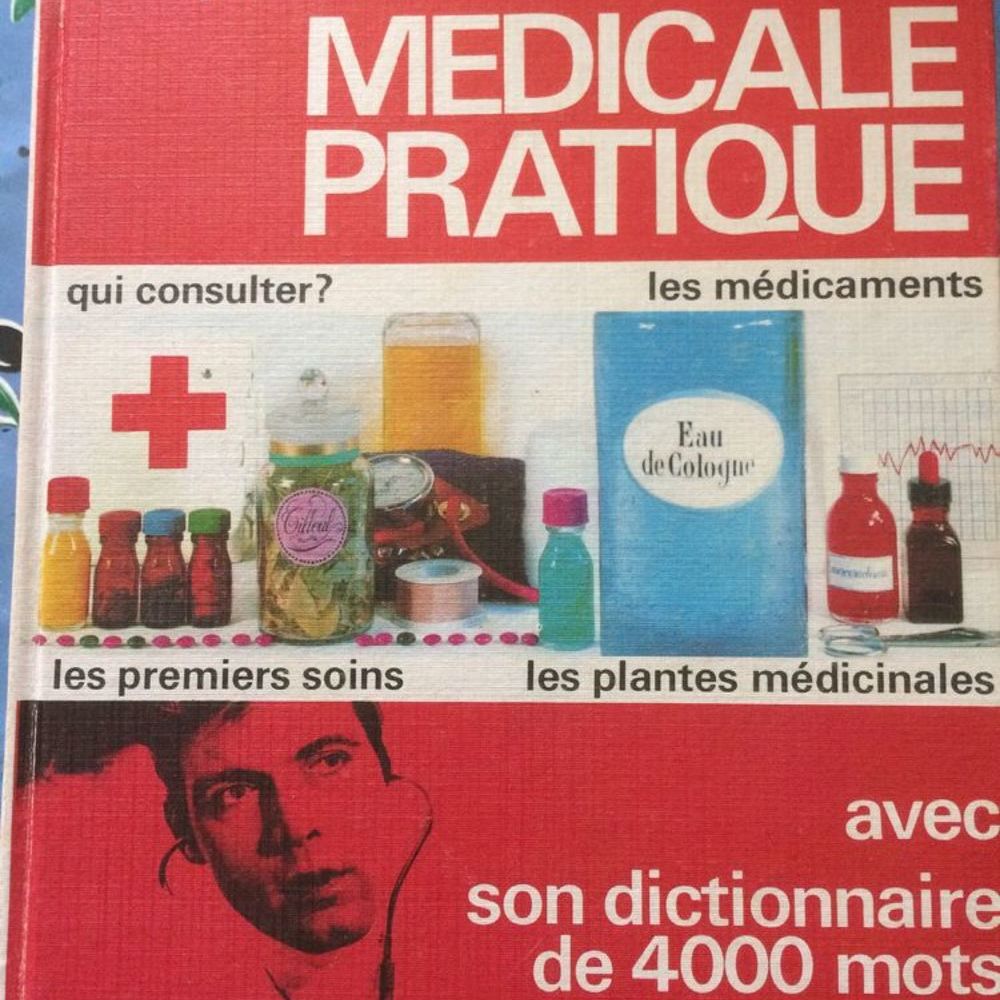 MEDICALE
PRATIQUE
qui consulter?
les médicaments
Tilleul
Eau
de Cologne
les premiers soins
les plantes médicinales
avec
son dictionnaire
de 4000 mots